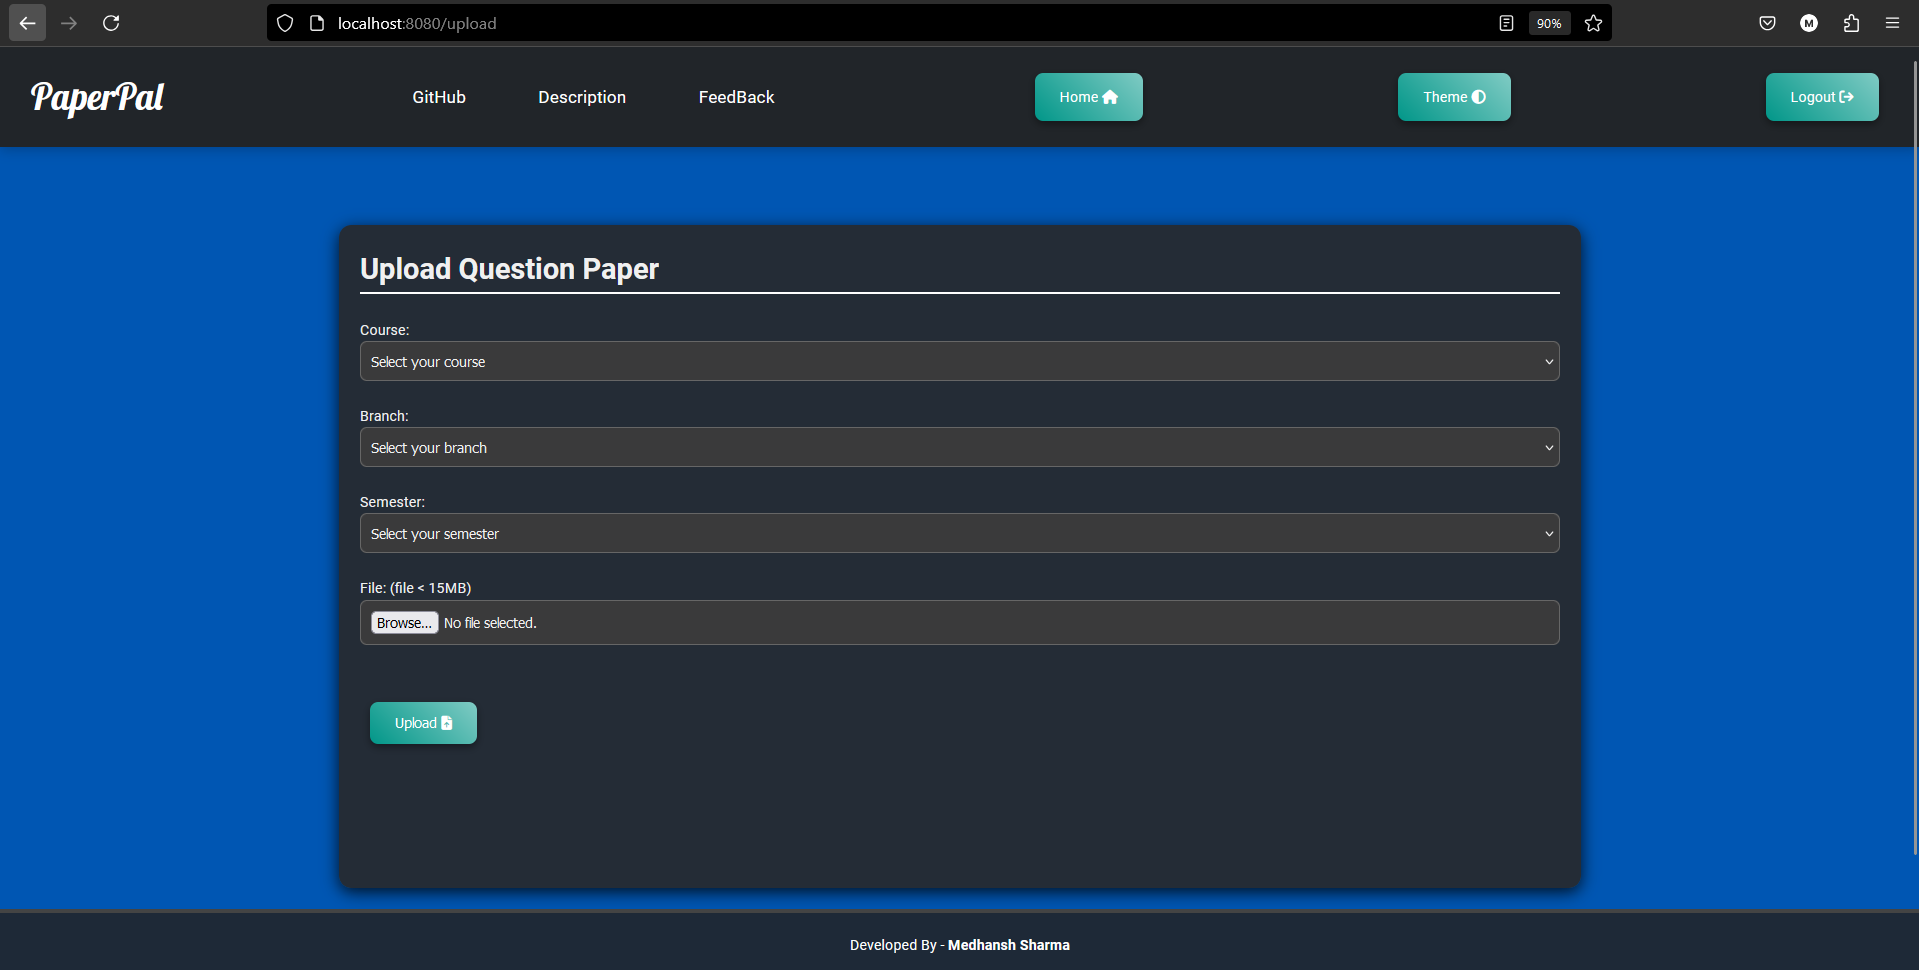 localhost:8080/upload
90%
M
PaperPal
GitHub
Description
FeedBack
Home
Theme
Logout
Upload Question Paper
Course:
Select your course
Branch:
Select your branch
Semester:
Select your semester
File: (file < 15MB)
Browse... No file selected.
Upload
Developed By - Medhansh Sharma